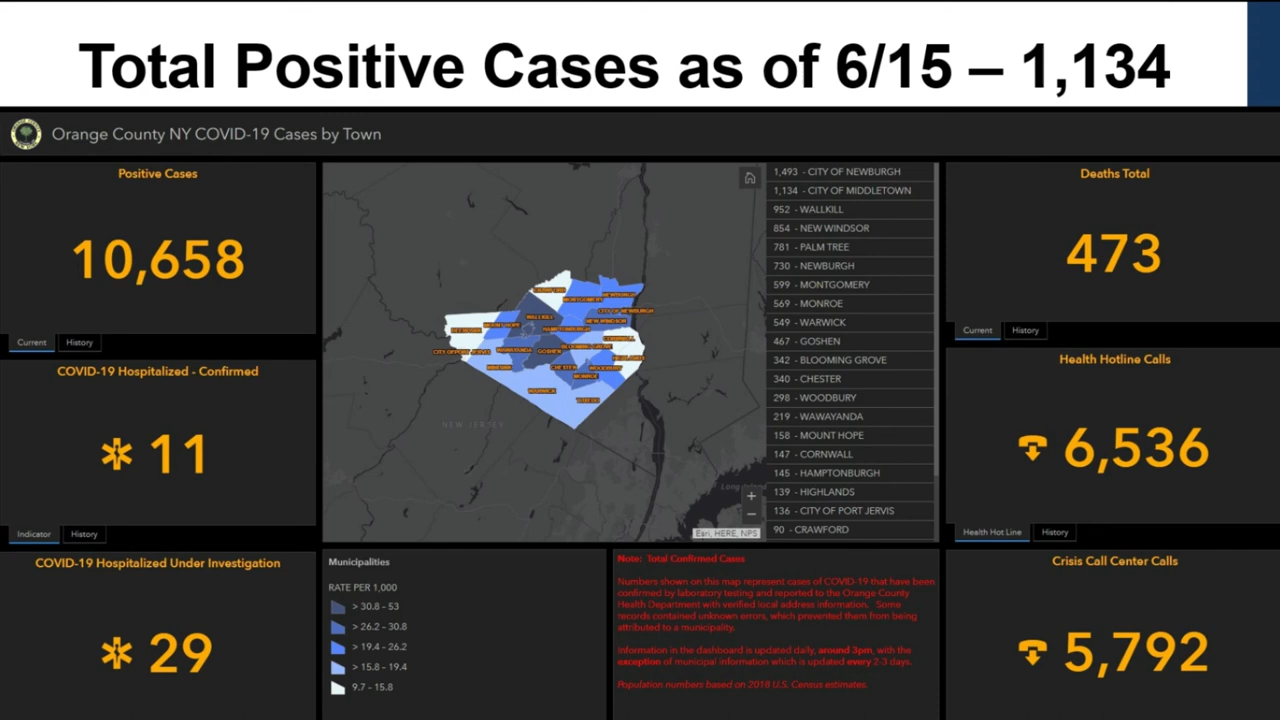 Total Positive Cases as of 6/15 – 1,134
Orange County NY COVID-19 Cases by Town
Positive Cases
10,658
Current
History
COVID-19 Hospitalized - Confirmed
11
Indicator
History
COVID-19 Hospitalized Under Investigation
29
WALLKILL
GOSHEN
CHESTER
MONROE
WARWICK
NEW JERSEY
Esri, HERE, NPS
1,493 - CITY OF NEWBURGH
1,134 - CITY OF MIDDLETOWN
952 - WALLKILL
854 - NEW WINDSOR
781 - PALM TREE
730 - NEWBURGH
599 - MONTGOMERY
569 - MONROE
549 - WARWICK
467 - GOSHEN
342 - BLOOMING GROVE
340 - CHESTER
298 - WOODBURY
219 - WAWAYANDA
158 - MOUNT HOPE
147 - CORNWALL
145 - HAMPTONBURGH
139 - HIGHLANDS
136 - CITY OF PORT JERVIS
90 - CRAWFORD
Municipalities
RATE PER 1,000
> 30.8 - 53
> 26.2 - 30.8
> 19.4 - 26.2
> 15.8 - 19.4
9.7 - 15.8
Note: Total Confirmed Cases
Numbers shown on this map represent cases of COVID-19 that have been
confirmed by laboratory testing and reported to the Orange County
Health Department with verified local address information. Some
records contained unknown errors, which prevented them from being
attributed to a municipality.
Information in the dashboard is updated daily, around 3pm, with the
exception of municipal information which is updated every 2-3 days.
Population numbers based on 2018 U.S. Census estimates.
Deaths Total
473
Current
History
Health Hotline Calls
6,536
Health Hot Line
History
Crisis Call Center Calls
5,792